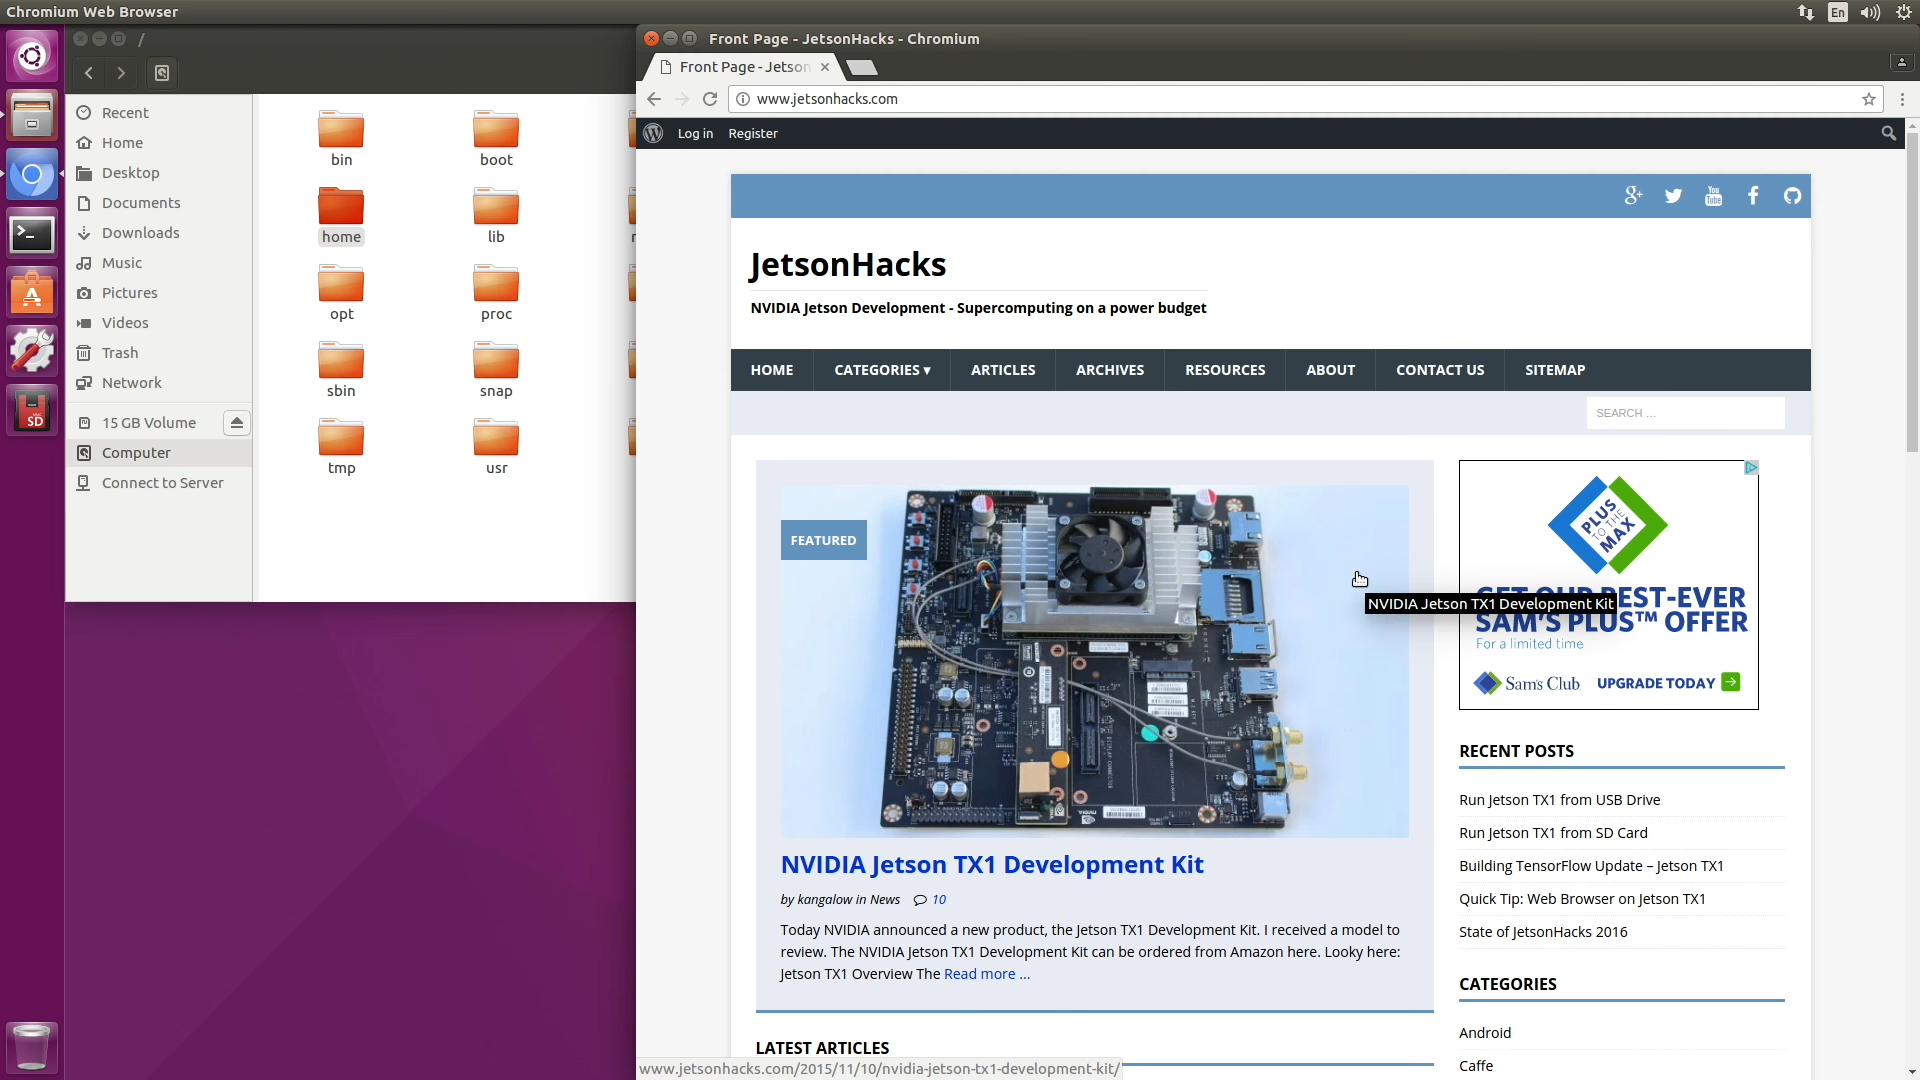 Chromium Web Browser
En
/
Recent
Home
Desktop
Documents
Downloads
Music
Pictures
Videos
Trash
Network
15 GB Volume
Computer
Connect to Server
bin
boot
home
lib
opt
proc
sbin
snap
tmp
usr
SD
Front Page - JetsonHacks - Chromium
Front Page - Jetson
www.jetsonhacks.com
Log in Register
You Tube
JetsonHacks
NVIDIA Jetson Development - Supercomputing on a power budget
HOME CATEGORIES ▾ ARTICLES ARCHIVES RESOURCES ABOUT CONTACT US SITEMAP
SEARCH …
FEATURED
NVIDIA Jetson TX1 Development Kit
NVIDIA Jetson TX1 Development Kit
by kangalow in News 10
Today NVIDIA announced a new product, the Jetson TX1 Development Kit. I received a model to
review. The NVIDIA Jetson TX1 Development Kit can be ordered from Amazon here. Looky here:
Jetson TX1 Overview The Read more ...
LATEST ARTICLES
www.jetsonhacks.com/2015/11/10/nvidia-jetson-tx1-development-kit/
PLUS
TO THE
MAX
GET OUR BEST-EVER
SAM'S PLUS™ OFFER
For a limited time
Sam's Club UPGRADE TODAY
RECENT POSTS
Run Jetson TX1 from USB Drive
Run Jetson TX1 from SD Card
Building TensorFlow Update – Jetson TX1
Quick Tip: Web Browser on Jetson TX1
State of JetsonHacks 2016
CATEGORIES
Android
Caffe